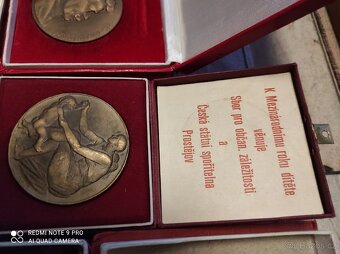 K Mezinárodnímu roku dítěte
věnuje
Sbor pro občan. záležitosti
a
Česká státní spořitelna
Prostějov
REDMI NOTE 9 PRO
AI QUAD CAMERA